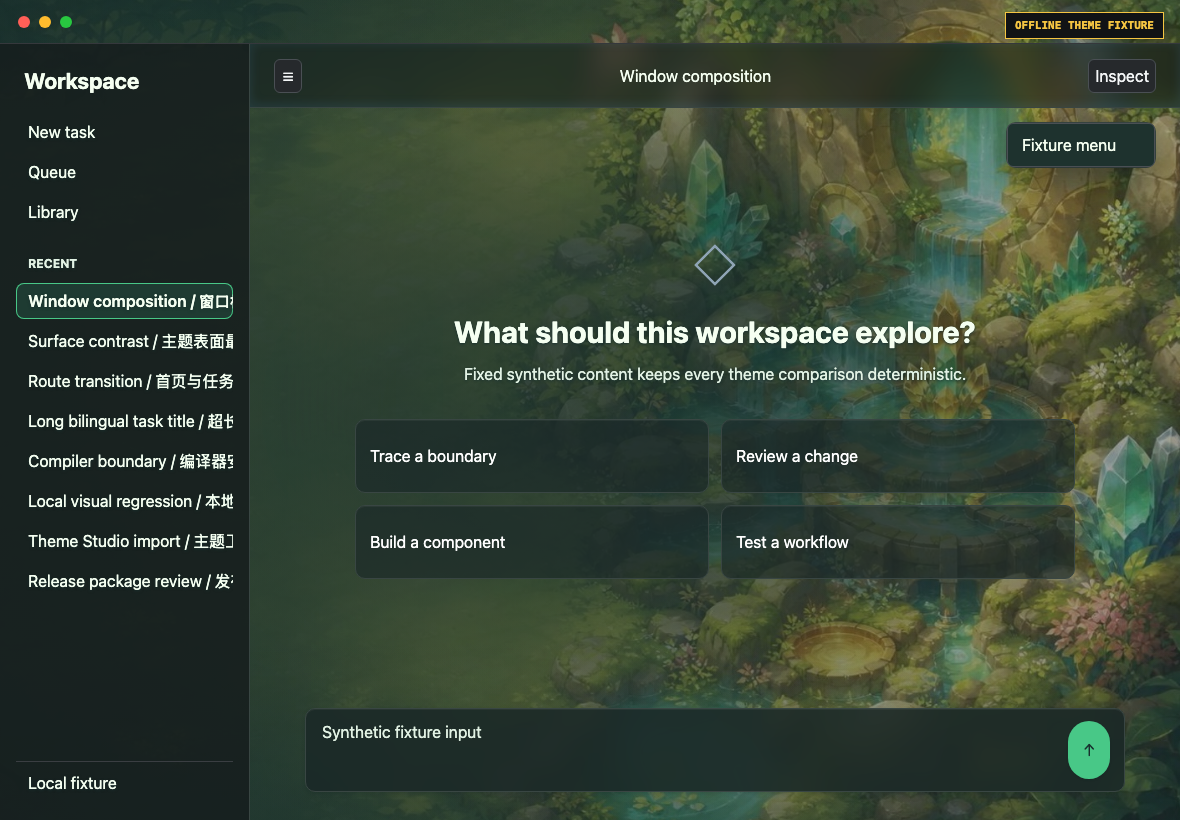 OFFLINE THEME FIXTURE
Workspace
New task
Queue
Library
RECENT
Window composition / 窗口
Surface contrast / 主题表面
Route transition / 首页与任务
Long bilingual task title / 超
Compiler boundary / 编译器
Local visual regression / 本地
Theme Studio import / 主题
Release package review / 发
Local fixture
Window composition
Inspect
Fixture menu
What should this workspace explore?
Fixed synthetic content keeps every theme comparison deterministic.
Trace a boundary
Review a change
Build a component
Test a workflow
Synthetic fixture input